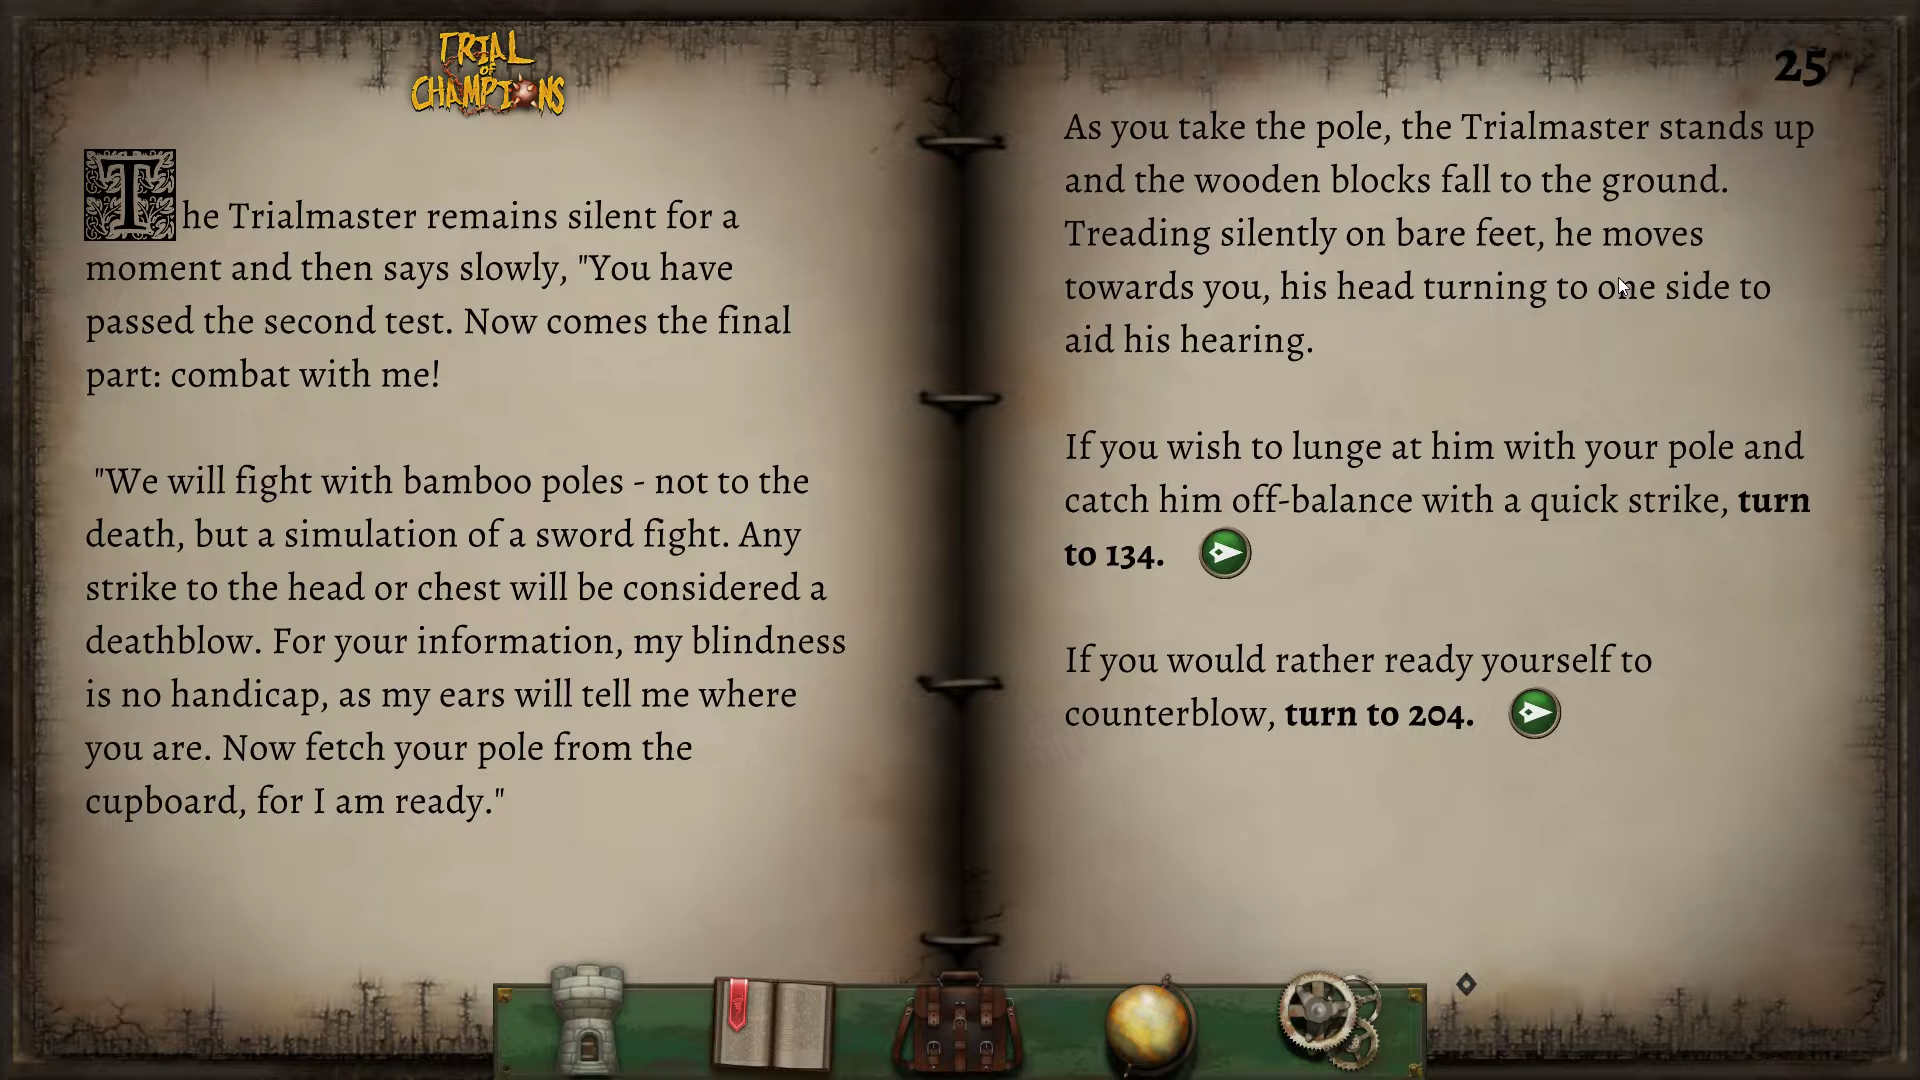 TRIAL
OF
CHAMPIONS
The Trialmaster remains silent for a
moment and then says slowly, "You have
passed the second test. Now comes the final
part: combat with me!
"We will fight with bamboo poles - not to the
death, but a simulation of a sword fight. Any
strike to the head or chest will be considered a
deathblow. For your information, my blindness
is no handicap, as my ears will tell me where
you are. Now fetch your pole from the
cupboard, for I am ready."
25
As you take the pole, the Trialmaster stands up
and the wooden blocks fall to the ground.
Treading silently on bare feet, he moves
towards you, his head turning to one side to
aid his hearing.
If you wish to lunge at him with your pole and
catch him off-balance with a quick strike, turn
to 134.
If you would rather ready yourself to
counterblow, turn to 204.